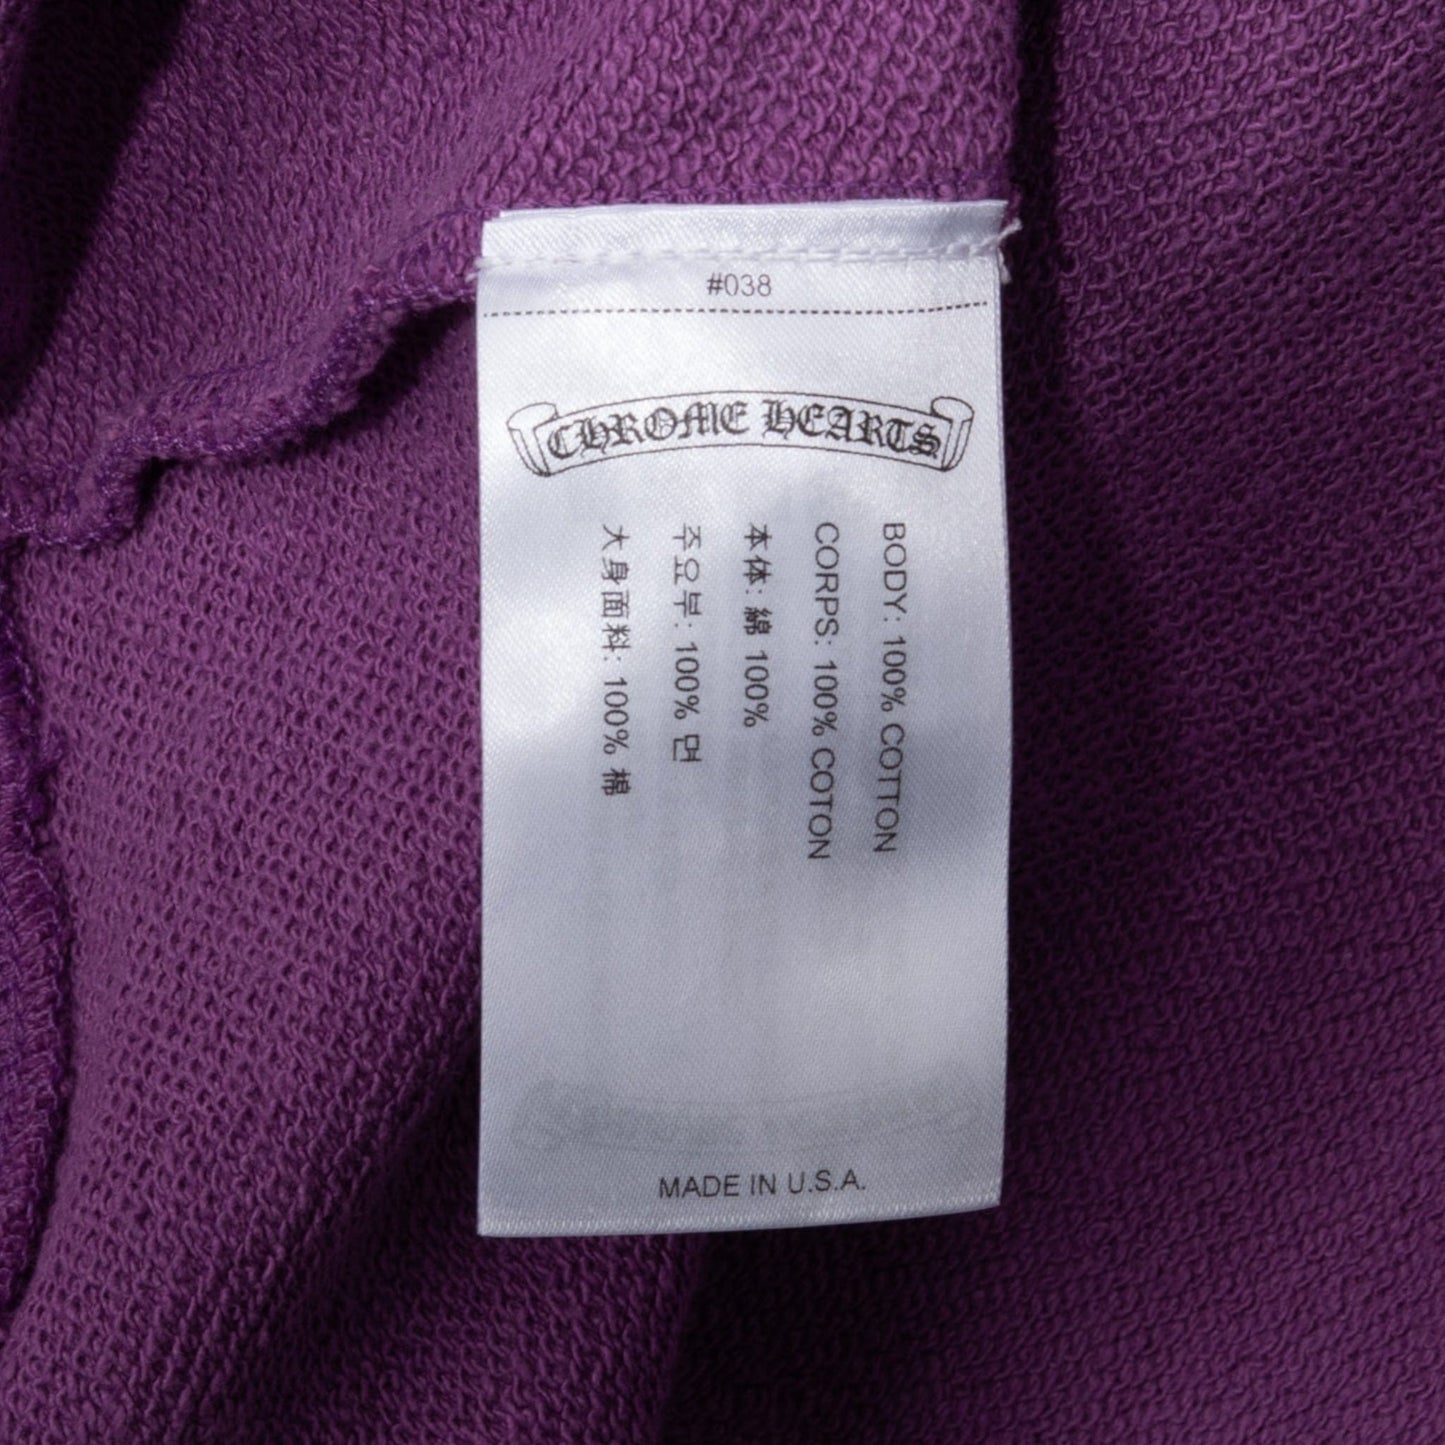 #038
CHROME HEARTS
BODY: 100% COTTON
CORPS: 100% COTON
本体: 綿 100%
주요부: 100% 면
大身面料: 100% 棉
MADE IN U.S.A.